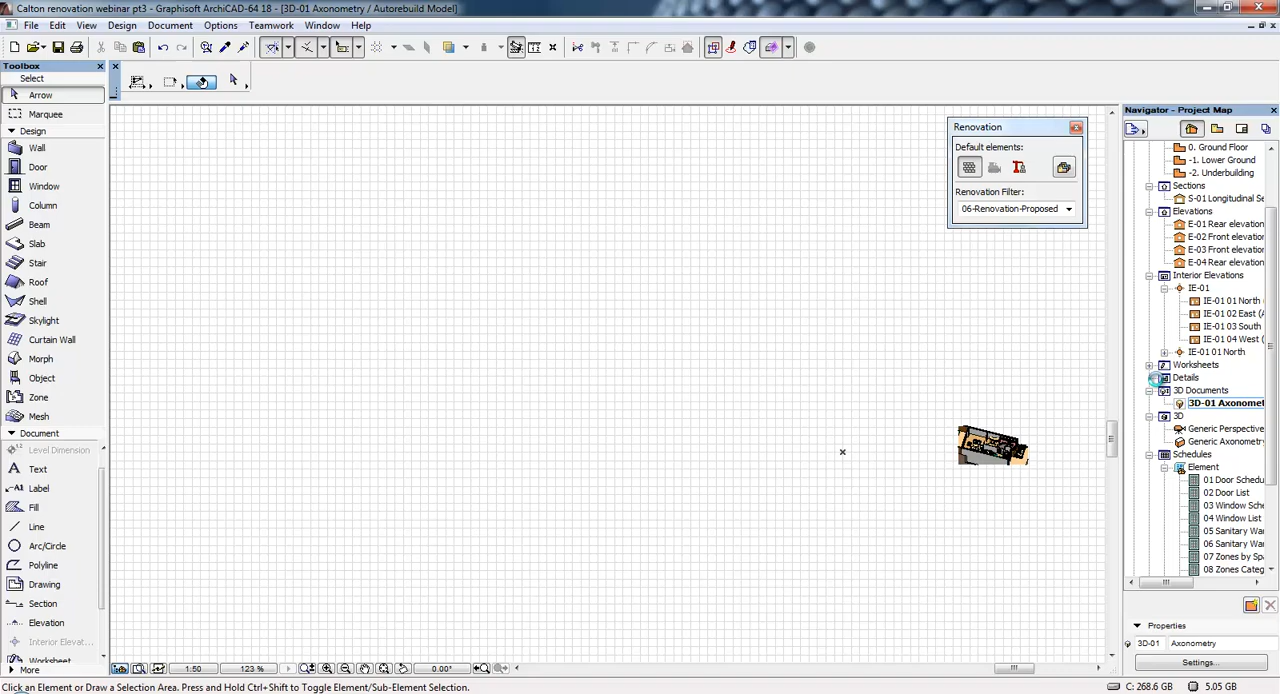 Calton renovation webinar pt3 - Graphisoft ArchiCAD-64 18 - [3D-01 Axonometry / Autorebuild Model]
File Edit View Design Document Options Teamwork Window Help
Toolbox
Select
Arrow
Marquee
Design
Wall
Door
Window
Column
Beam
Slab
Stair
Roof
Shell
Skylight
Curtain Wall
Morph
Object
Zone
Mesh
Document
Level Dimension
Text
Label
Fill
Line
Arc/Circle
Polyline
Drawing
Section
Elevation
Interior Elevat...
Worksheet
More
Renovation
Default elements:
Renovation Filter:
06-Renovation-Proposed
Navigator - Project Map
0. Ground Floor
-1. Lower Ground
-2. Underbuilding
Sections
S-01 Longitudinal Se
Elevations
E-01 Rear elevation
E-02 Front elevati
E-03 Front elevati
E-04 Rear elevation
Interior Elevations
IE-01
IE-01 01 North (
IE-01 02 East (A
IE-01 03 South
IE-01 04 West (
IE-01 01 North
Worksheets
Details
3D Documents
3D-01 Axonomet
3D
Generic Perspective
Generic Axonometry
Schedules
Element
01 Door Schedu
02 Door List
03 Window Sche
04 Window List
05 Sanitary Wa
06 Sanitary Wa
07 Zones by Sp
08 Zones Categ
Properties
3D-01 Axonometry
Settings...
1:50 123 % 0.00°
Click an Element or Draw a Selection Area. Press and Hold Ctrl+Shift to Toggle Element/Sub-Element Selection.
C: 268.6 GB 5.05 GB